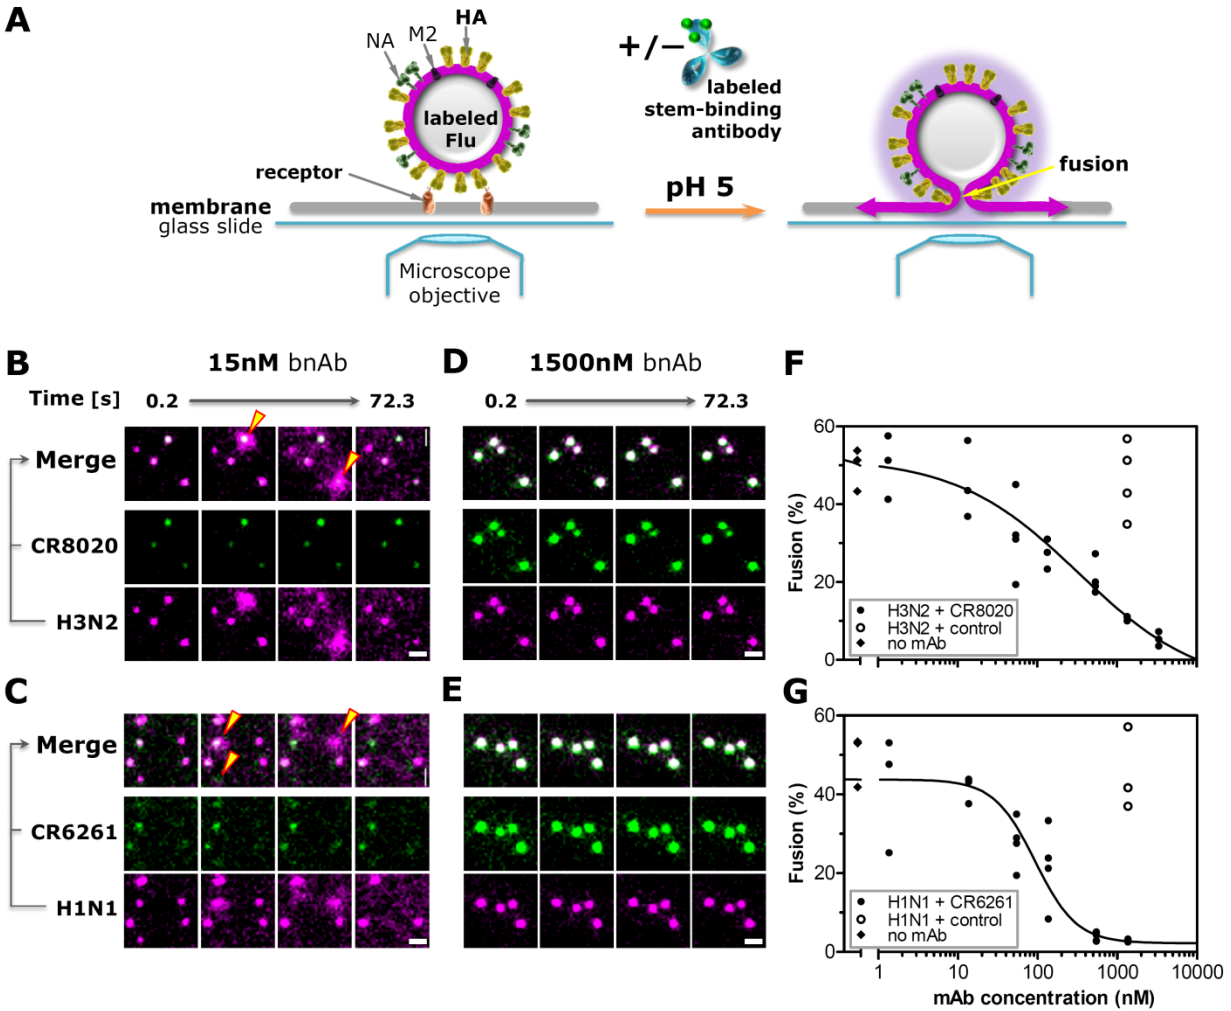 A
NA
M2
HA
labeled
Flu
receptor
membrane
glass slide
Microscope
objective
+/−
labeled
stem-binding
antibody
pH 5
fusion
B
15nM bnAb
Time [s]
0.2
72.3
Merge
CR8020
H3N2
C
Merge
CR6261
H1N1
D
1500nM bnAb
0.2
72.3
E
F
Fusion (%)
60
40
20
0
H3N2 + CR8020
H3N2 + control
no mAb
G
Fusion (%)
60
40
20
0
H1N1 + CR6261
H1N1 + control
no mAb
1
10
100
1000
10000
mAb concentration (nM)